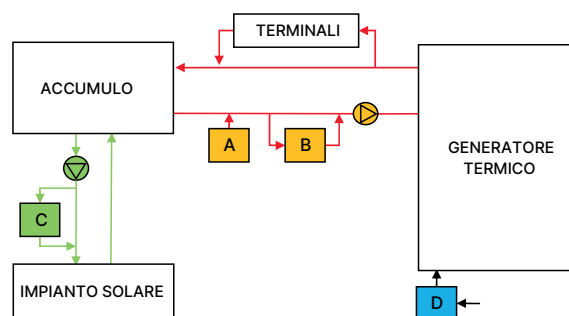 TERMINALI
ACCUMULO
A
B
GENERATORE
TERMICO
C
IMPIANTO SOLARE
D